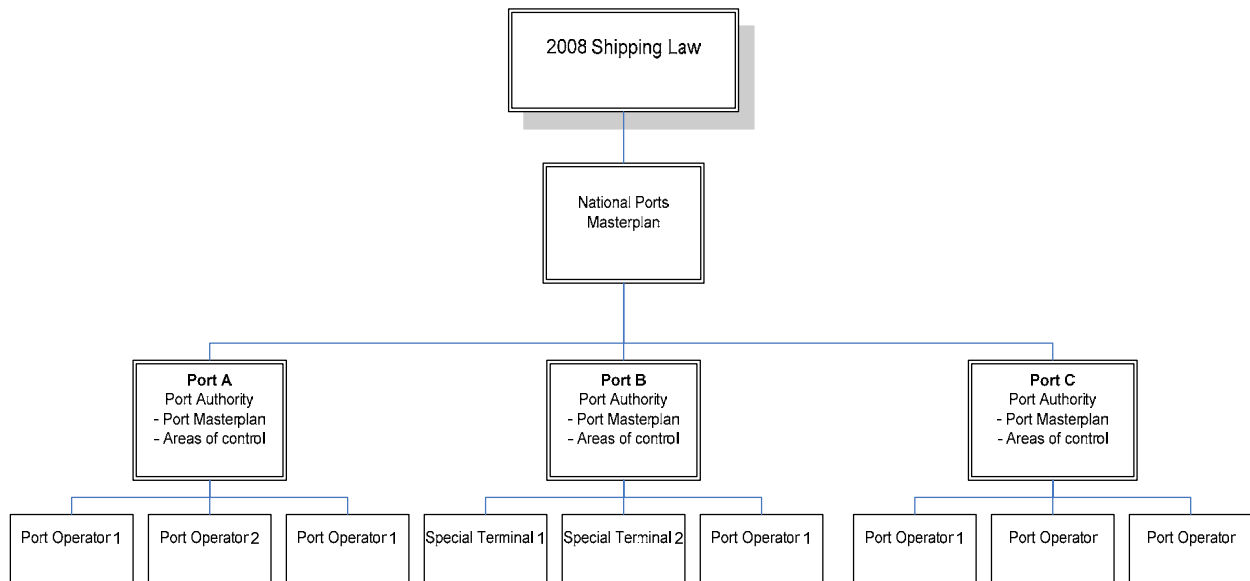 2008 Shipping Law
National Ports
Masterplan
Port A
Port Authority
- Port Masterplan
- Areas of control
Port B
Port Authority
- Port Masterplan
- Areas of control
Port C
Port Authority
- Port Masterplan
- Areas of control
Port Operator 1
Port Operator 2
Port Operator 1
Special Terminal 1
Special Terminal 2
Port Operator 1
Port Operator 1
Port Operator
Port Operator